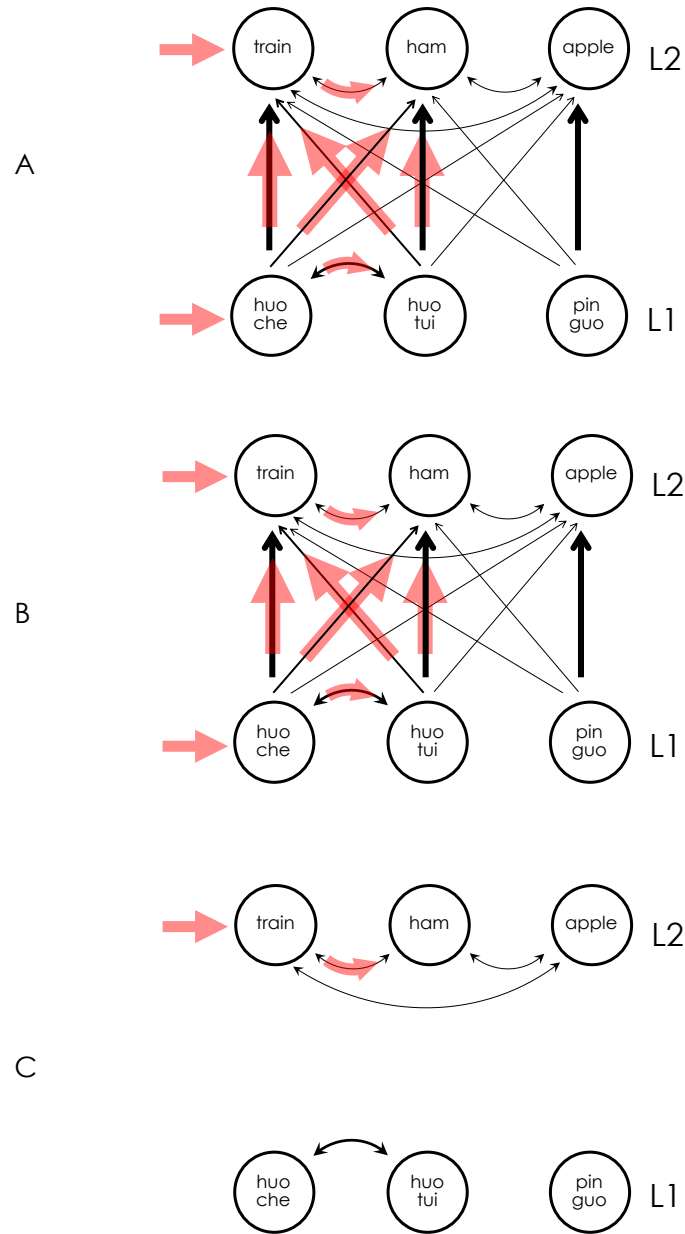 train
ham
apple
L2
A
huo
che
huo
tui
pin
guo
L1
train
ham
apple
L2
B
huo
che
huo
tui
pin
guo
L1
train
ham
apple
L2
C
huo
che
huo
tui
pin
guo
L1